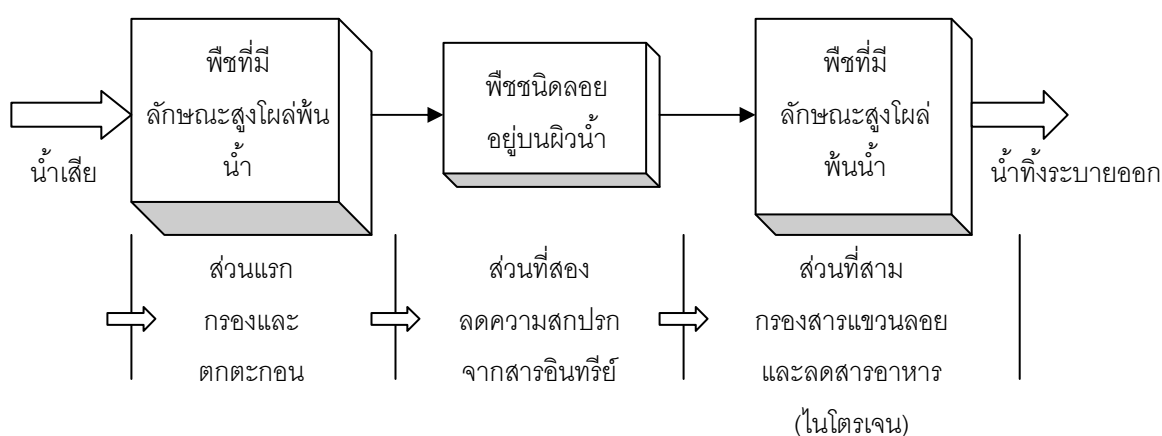 พืชที่มี
ลักษณะสูงโผล่พ้น
น้ำ
พืชชนิดลอย
อยู่บนผิวน้ำ
พืชที่มี
ลักษณะสูงโผล่
พ้นน้ำ
น้ำเสีย
น้ำทิ้งระบายออก
ส่วนแรก
กรองและ
ตกตะกอน
ส่วนที่สอง
ลดความสกปรก
จากสารอินทรีย์
ส่วนที่สาม
กรองสารแขวนลอย
และลดสารอาหาร
(ไนโตรเจน)